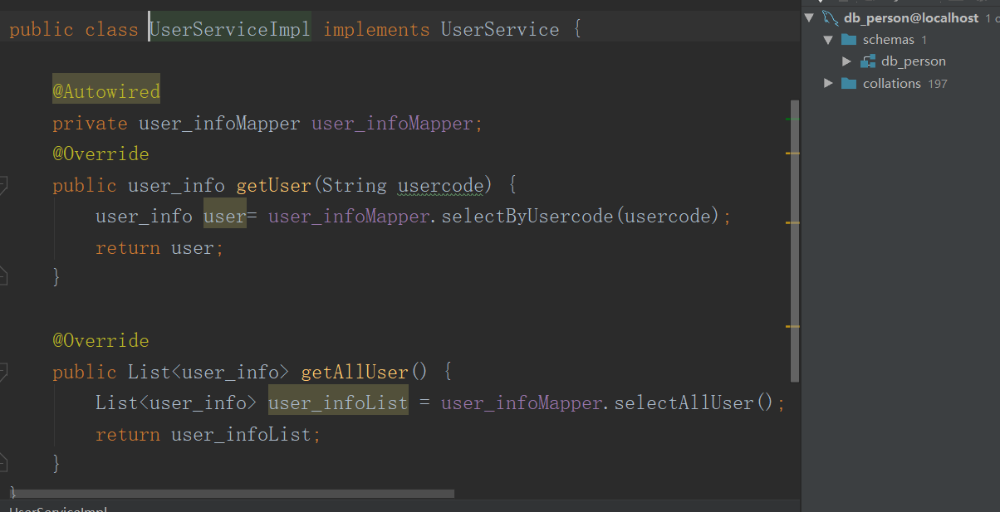 public class UserServiceImpl implements UserService {
@Autowired
private user_infoMapper user_infoMapper;
@Override
public user_info getUser(String usercode) {
user_info user= user_infoMapper.selectByUsercode(usercode);
return user;
}
@Override
public List<user_info> getAllUser() {
List<user_info> user_infoList = user_infoMapper.selectAllUser();
return user_infoList;
}
}
UserServiceImpl
db_person@localhost 1
schemas 1
db_person
collations 197